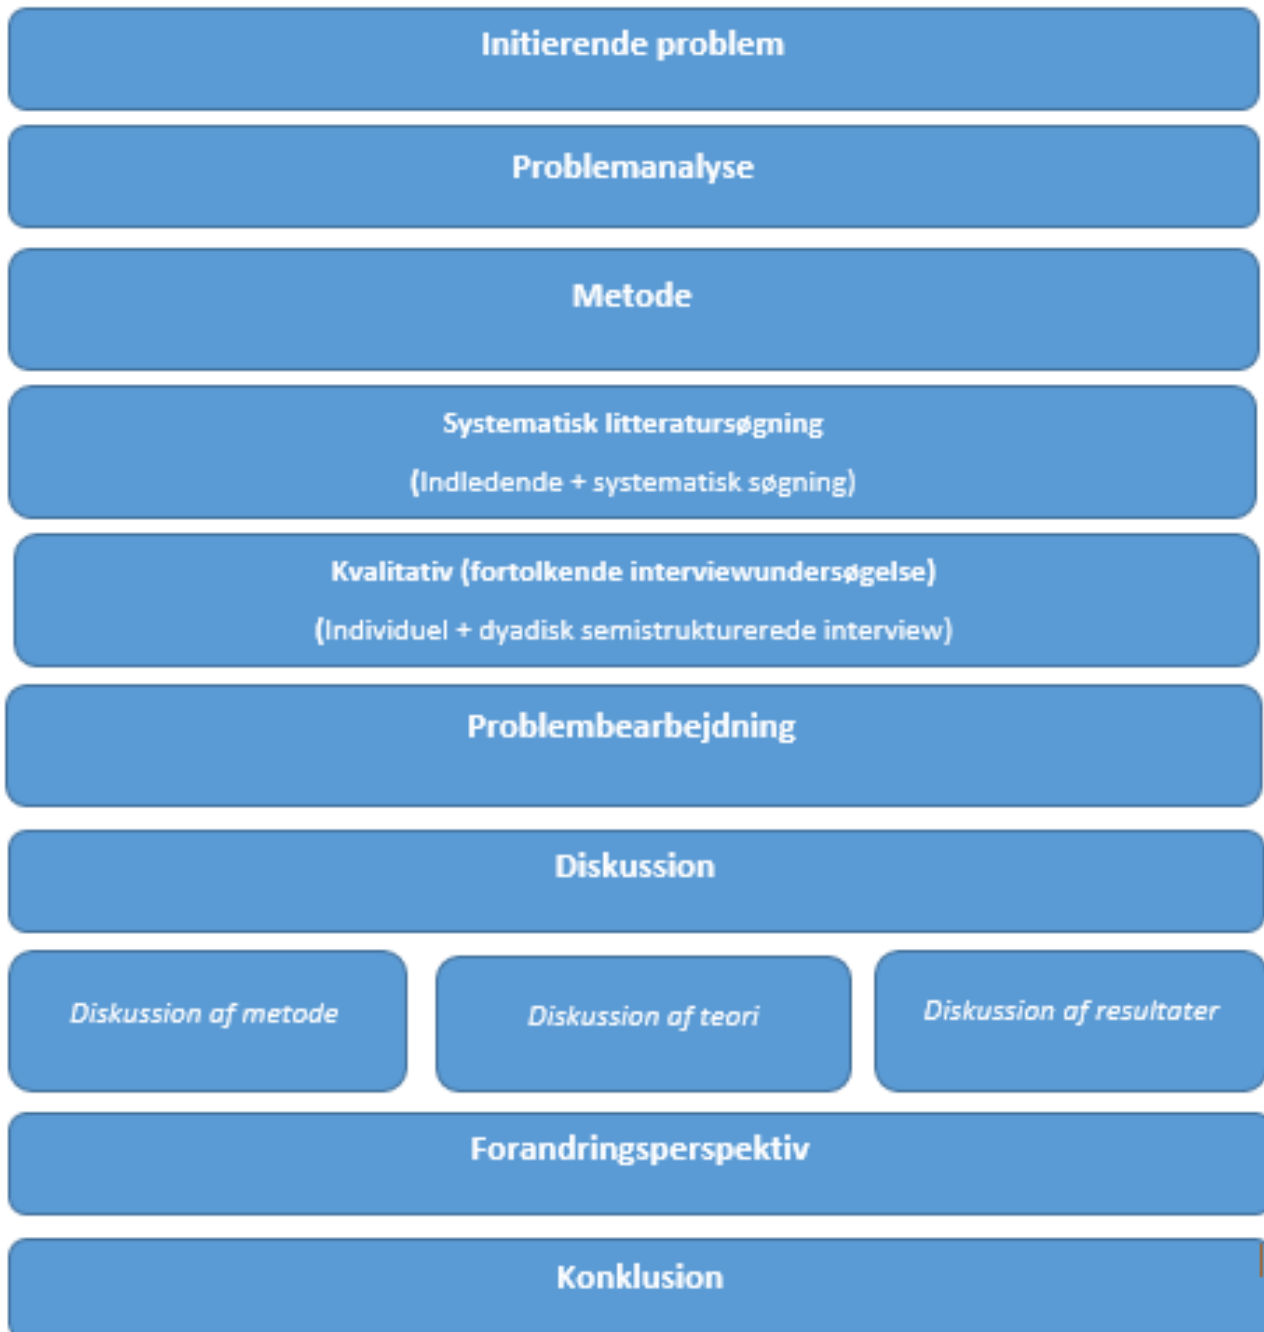 Initierende problem
Problemanalyse
Metode
Systematisk litteratursøgning
(Indledende + systematisk søgning)
Kvalitativ (fortolkende interviewundersøgelse)
(Individuel + dyadisk semistrukturerede interview)
Problembearbejdning
Diskussion
Diskussion af metode
Diskussion af teori
Diskussion af resultater
Forandringsperspektiv
Konklusion